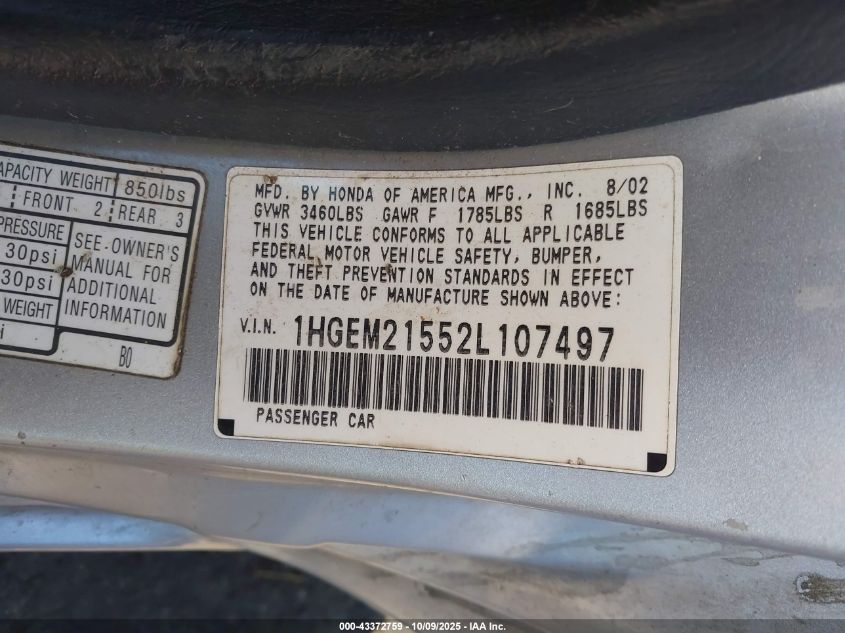 APACITY WEIGHT 850lbs
FRONT 2 REAR 3
PRESSURE
30psi
30psi
WEIGHT
i
SEE OWNER'S
MANUAL FOR
ADDITIONAL
INFORMATION
B0
MFD. BY HONDA OF AMERICA MFG., INC. 8/02
GVWR 3460LBS GAWR F 1785LBS R 1685LBS
THIS VEHICLE CONFORMS TO ALL APPLICABLE
FEDERAL MOTOR VEHICLE SAFETY, BUMPER,
AND THEFT PREVENTION STANDARDS IN EFFECT
ON THE DATE OF MANUFACTURE SHOWN ABOVE:
V.I.N. 1HGEM21552L107497
PASSENGER CAR
000-43372759 - 10/09/2025 - IAA Inc.